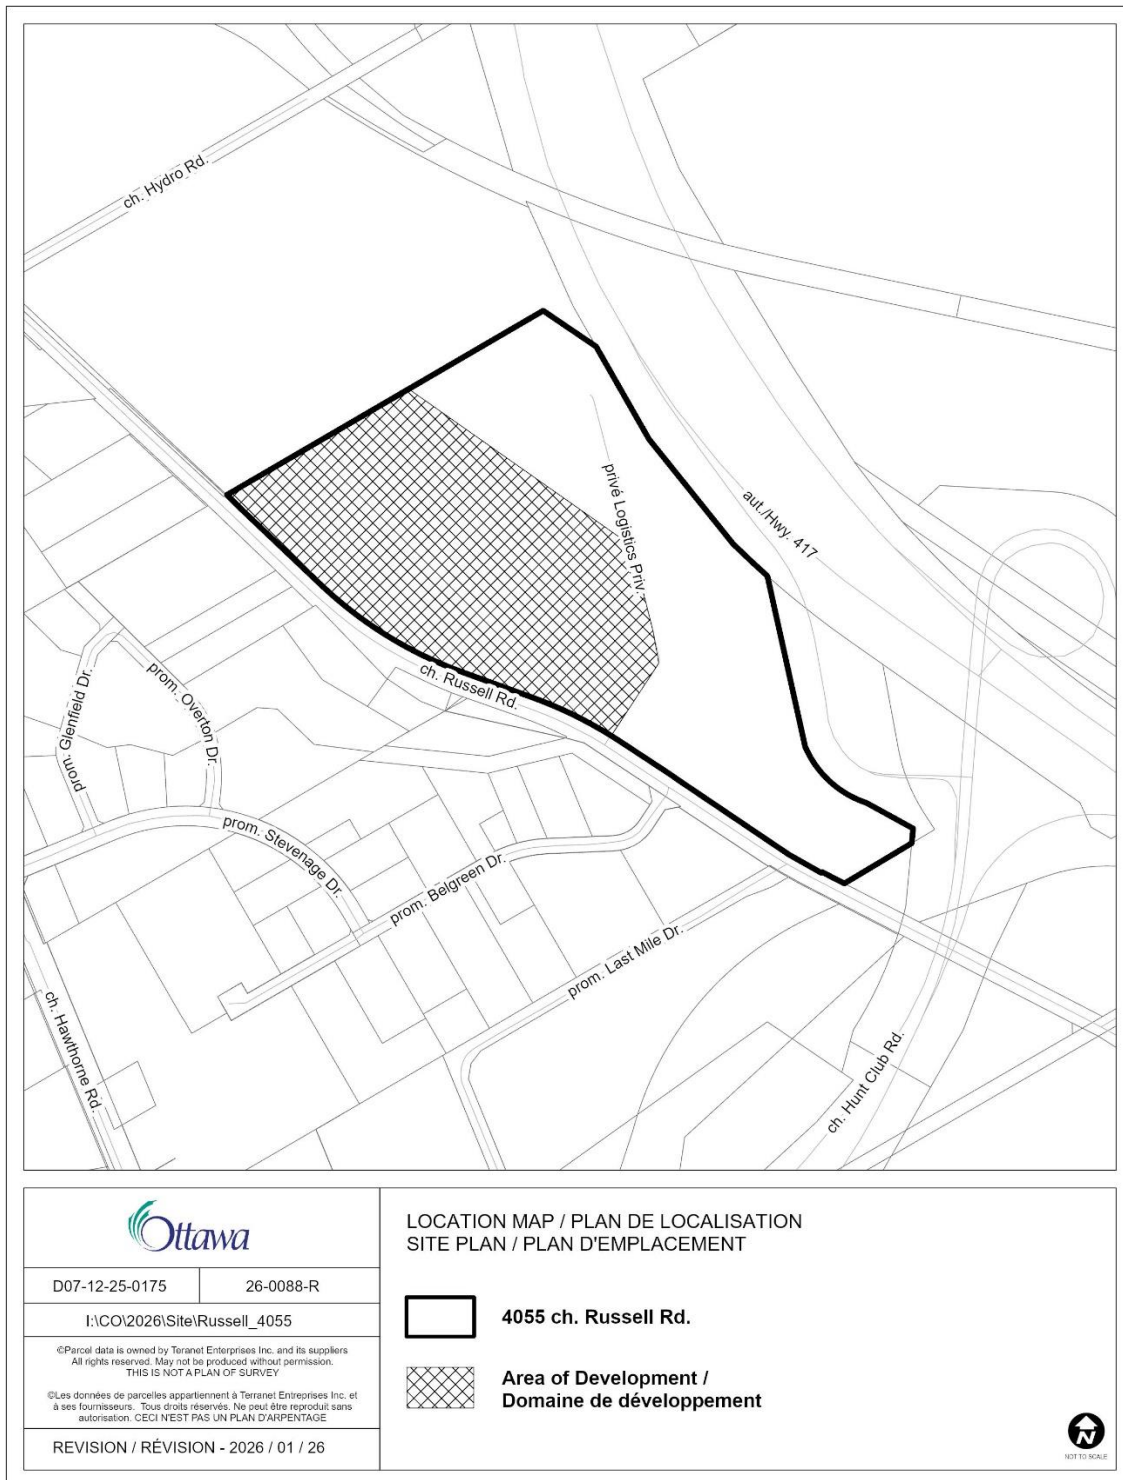 ch. Hydro Rd.
privé Logistics Priv.
aut./Hwy. 417
ch. Russell Rd.
prom. Glenfield Dr.
prom. Overton Dr.
prom. Stevenage Dr.
prom. Belgreen Dr.
prom. Last Mile Dr.
ch. Hawthorne Rd.
ch. Hunt Club Rd.
Ottawa
D07-12-25-0175
26-0088-R
I:\CO\2026\Site\Russell_4055
©Parcel data is owned by Teranet Enterprises Inc. and its suppliers
All rights reserved. May not be produced without permission.
THIS IS NOT A PLAN OF SURVEY
©Les données de parcelles appartiennent à Terranet Entreprises Inc. et
à ses fournisseurs. Tous droits réservés. Ne peut être reproduit sans
autorisation. CECI N'EST PAS UN PLAN D'ARPENTAGE
REVISION / RÉVISION - 2026 / 01 / 26
LOCATION MAP / PLAN DE LOCALISATION
SITE PLAN / PLAN D'EMPLACEMENT
4055 ch. Russell Rd.
Area of Development /
Domaine de développement
N
NOT TO SCALE